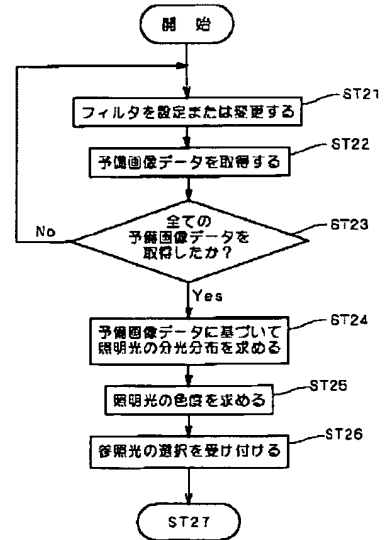 開 始
フィルタを設定または変更する
ST21
予備画像データを取得する
ST22
全ての
予備画像データを
取得したか？
ST23
No
Yes
予備画像データに基づいて
照明光の分光分布を求める
ST24
照明光の色度を求める
ST25
参照光の選択を受け付ける
ST26
ST27